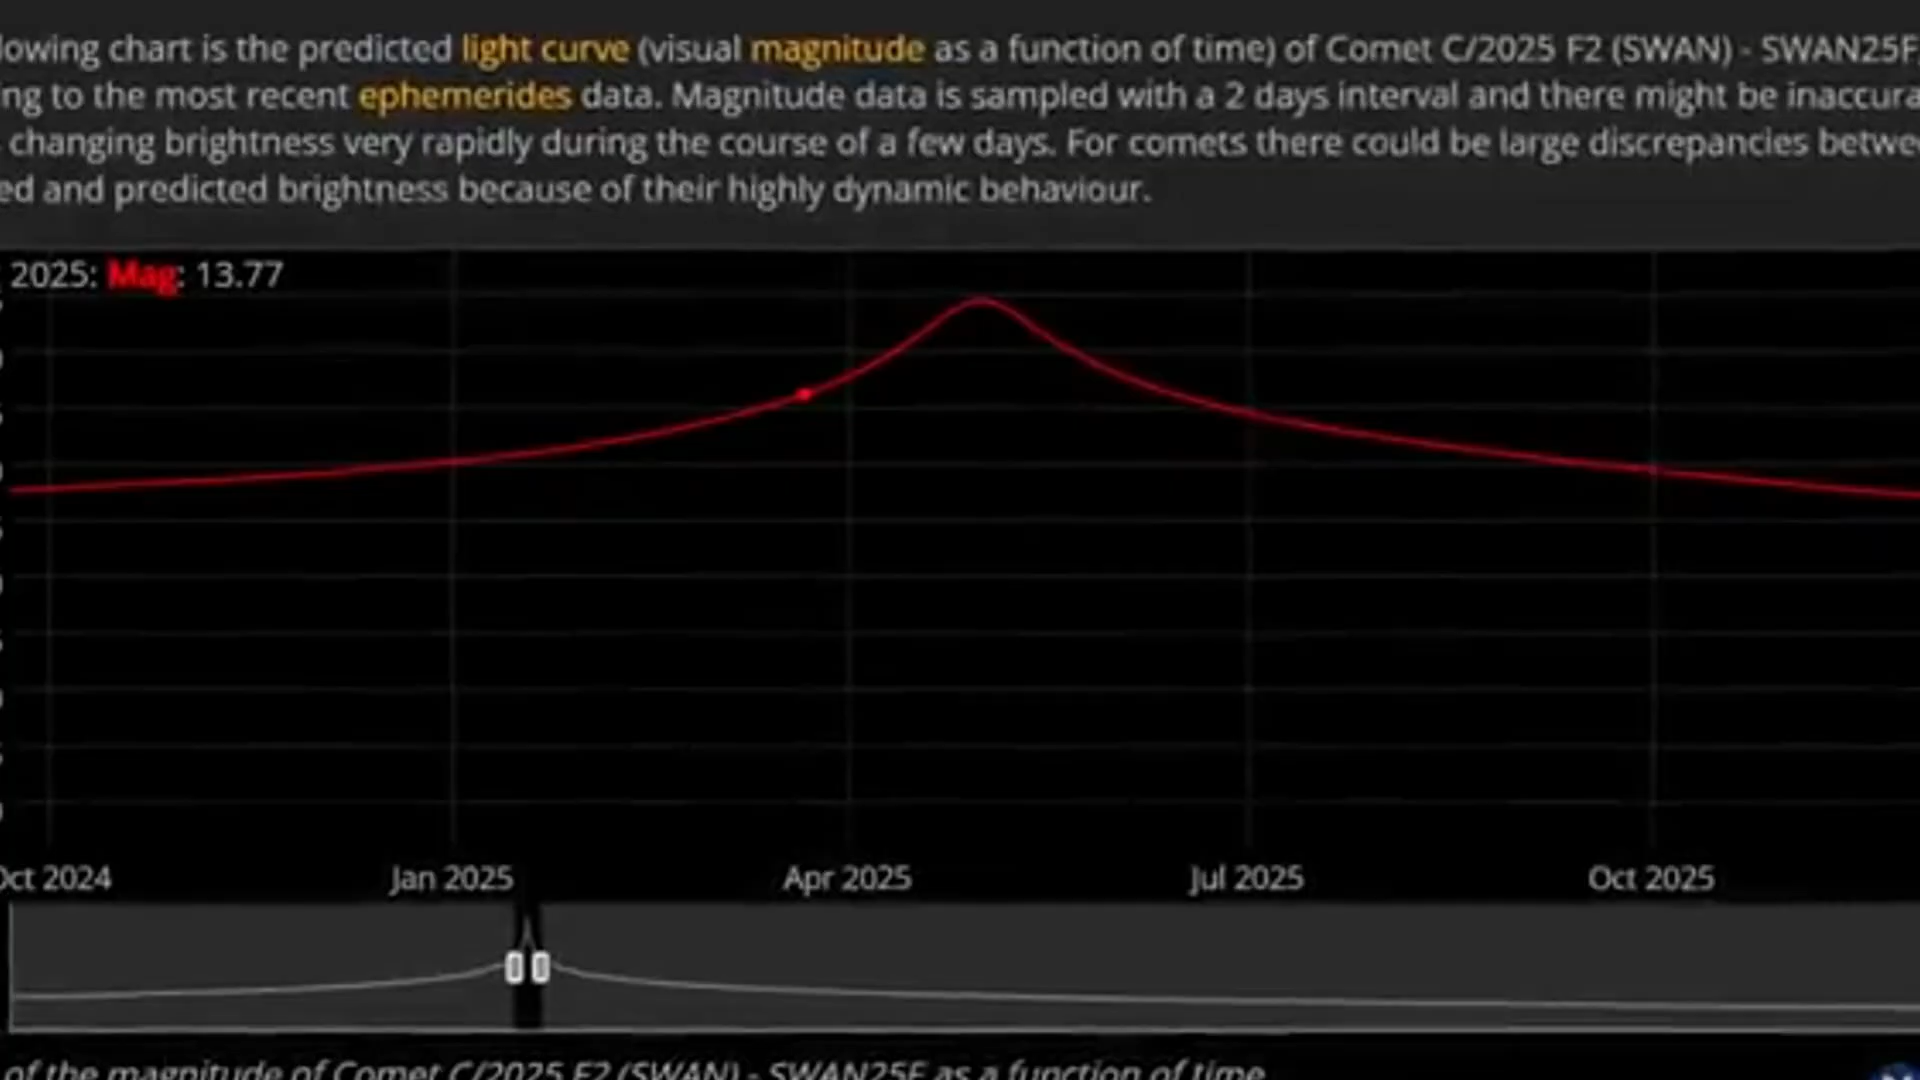 lowing chart is the predicted light curve (visual magnitude as a function of time) of Comet C/2025 F2 (SWAN) - SWAN25F
ng to the most recent ephemerides data. Magnitude data is sampled with a 2 days interval and there might be inaccura
changing brightness very rapidly during the course of a few days. For comets there could be large discrepancies betwe
ed and predicted brightness because of their highly dynamic behaviour.
2025: Mag: 13.77
Oct 2024 Jan 2025 Apr 2025 Jul 2025 Oct 2025
of the magnitude of Comet C/2025 F2 (SWAN) - SWAN25F as a function of time